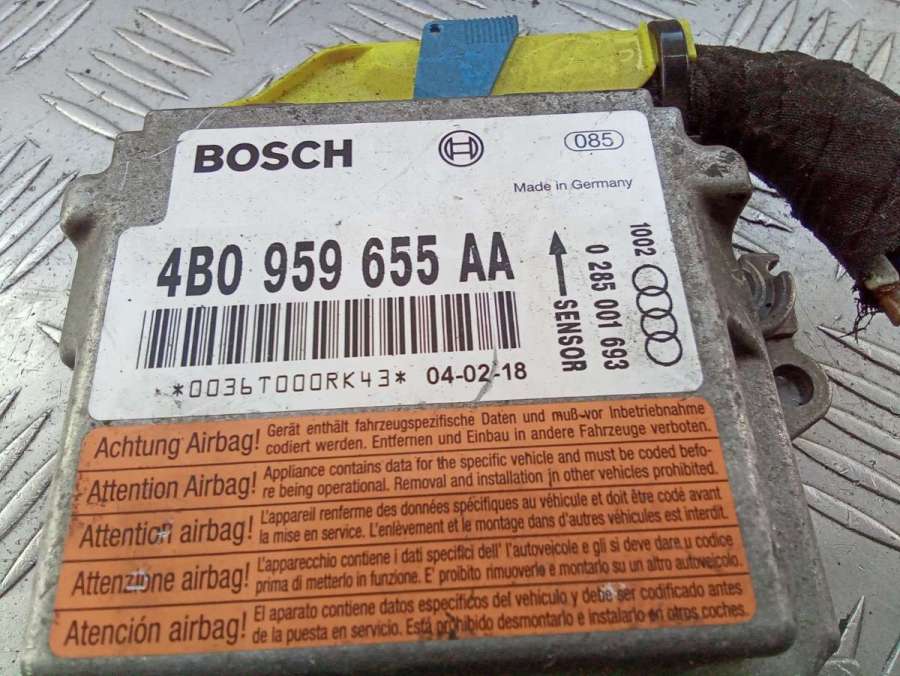 BOSCH
085
Made in Germany
4B0 959 655 AA
SENSOR
0 285 001 693
1002
*0036T000RK43* 04-02-18
Achtung Airbag! Gerät enthält fahrzeugspezifische Daten und muß vor Inbetriebnahme
codiert werden. Entfernen und Einbau in andere Fahrzeuge verboten.
Attention Airbag! Appliance contains data for the specific vehicle and must be coded befo-
re being operational. Removal and installation in other vehicles prohibited.
Attention airbag! L'appareil renferme des données spécifiques au véhicule et doit être codé avant
la mise en service. L'enlèvement et le montage dans d'autres véhicules est interdit.
Attenzione airbag! L'apparecchio contiene i dati specifici dell' l'autoveicole e gli si deve dare u codice
prima di metterlo in funzione. E' proibito rimuoverlo e montarlo su un altro autoveicolo.
Atención airbag! El aparato contiene datos específicos del vehículo y debe ser codificado antes
de la puesta en servicio. Está prohibido desmontarlo e instalarlo en otros coches.